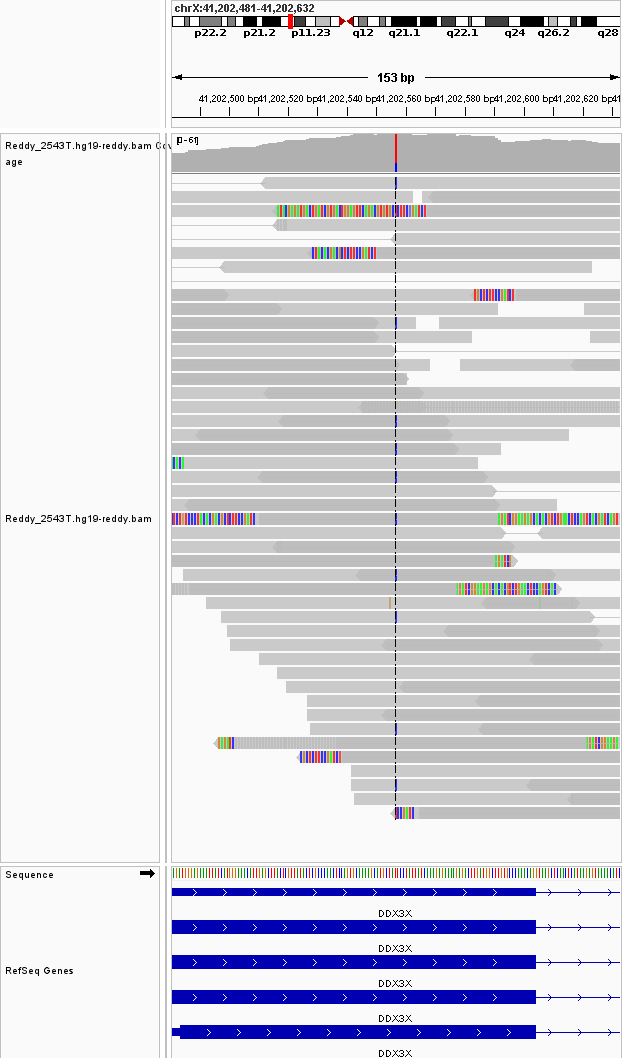 chrX:41,202,481-41,202,632
p22.2 p21.2 p11.23 q12 q21.1 q22.1 q24 q26.2 q28
153 bp
41,202,500 bp 41,202,520 bp 41,202,540 bp 41,202,560 bp 41,202,580 bp 41,202,600 bp 41,202,620 bp 41
Reddy_2543T.hg19-reddy.bam Cov
age
[0-61]
Reddy_2543T.hg19-reddy.bam
Sequence
DDX3X
DDX3X
RefSeq Genes
DDX3X
DDX3X
DDX3X